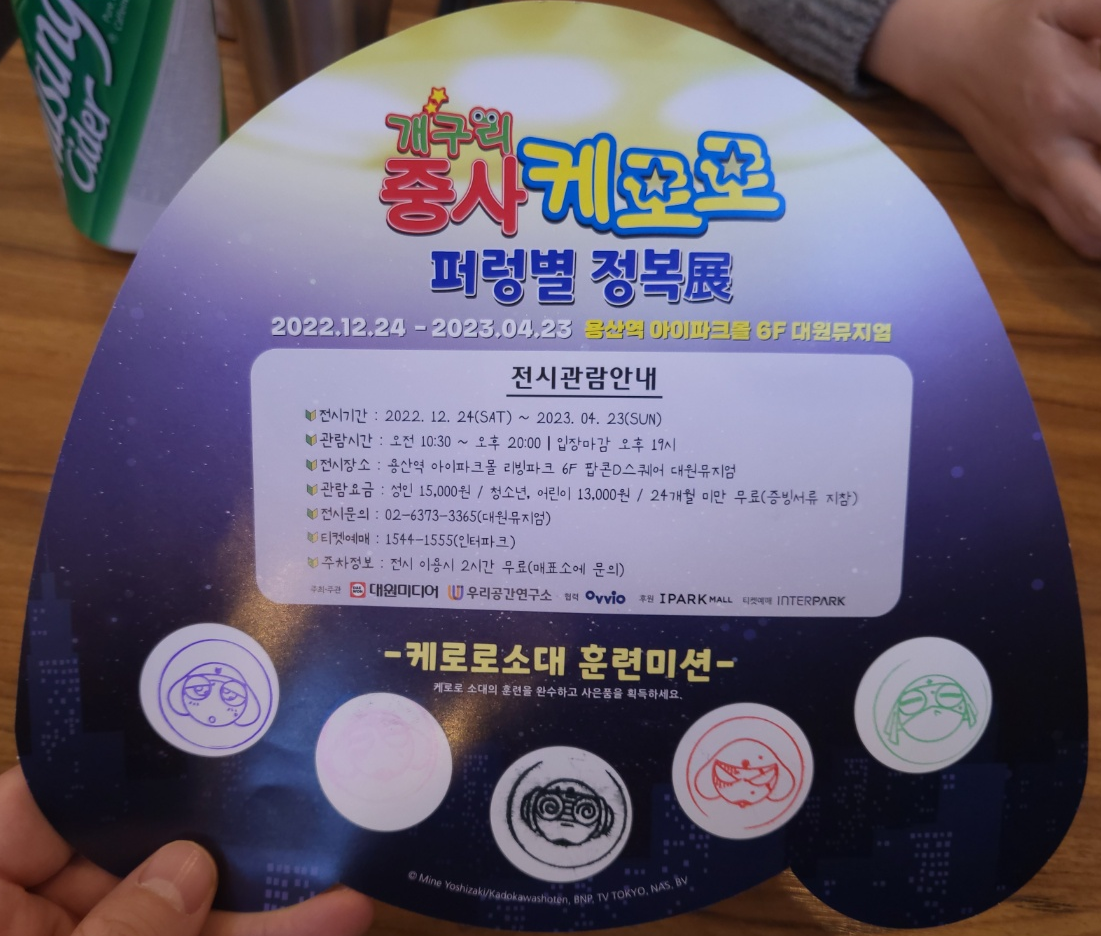 Cider
개구리
중사 케로로
퍼렁별 정복展
2022.12.24 - 2023.04.23 용산역 아이파크몰 6F 대원뮤지엄
전시관람안내
전시기간 : 2022. 12. 24(SAT) ~ 2023. 04. 23(SUN)
관람시간 : 오전 10:30 ~ 오후 20:00 | 입장마감 오후 19시
전시장소 : 용산역 아이파크몰 리빙파크 6F 팝콘D스퀘어 대원뮤지엄
관람요금 : 성인 15,000원 / 청소년, 어린이 13,000원 / 24개월 미만 무료(증빙서류 지참)
전시문의 : 02-6373-3365(대원뮤지엄)
티켓예매 : 1544-1555(인터파크)
주차정보 : 전시 이용시 2시간 무료(매표소에 문의)
주최·주관 대원미디어 우리공간연구소 협력 Ovvio 후원 IPARK MALL 티켓예매 INTERPARK
-케로로소대 훈련미션-
케로로 소대의 훈련을 완수하고 사은품을 획득하세요.
© Mine Yoshizaki/Kadokawashoten, BNP, TV TOKYO, NAS, BV